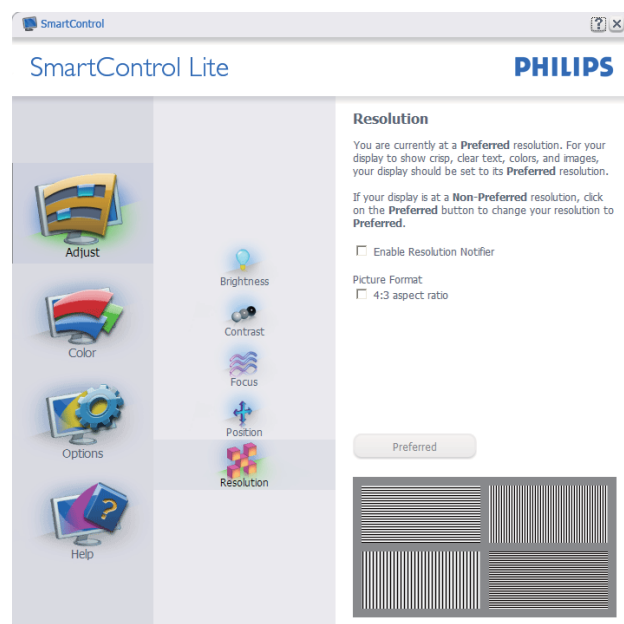 SmartControl
?
SmartControl Lite
PHILIPS
Adjust
Color
Options
?
Help
Brightness
Contrast
Focus
Position
Resolution
Resolution
You are currently at a Preferred resolution. For your
display to show crisp, clear text, colors, and images,
your display should be set to its Preferred resolution.
If your display is at a Non-Preferred resolution, click
on the Preferred button to change your resolution to
Preferred.
Enable Resolution Notifier
Picture Format
4:3 aspect ratio
Preferred